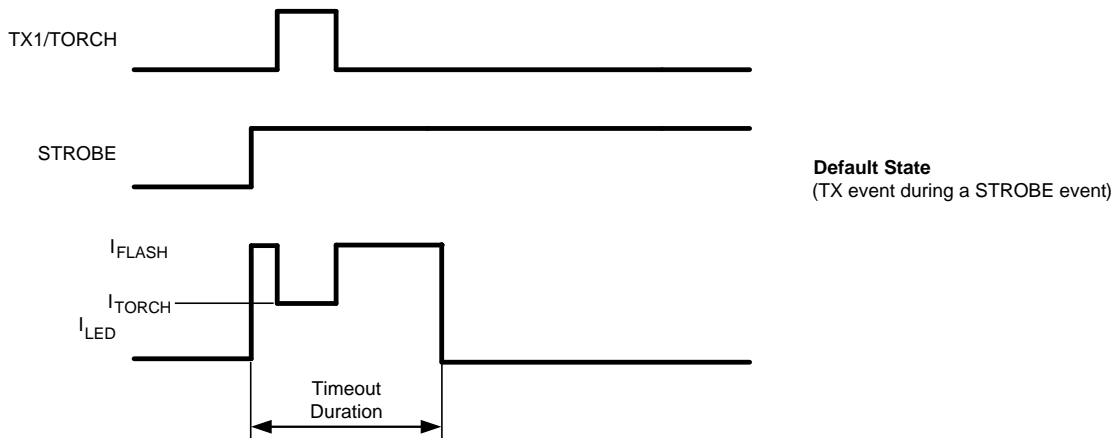 TX1/TORCH
STROBE
Default State
(TX event during a STROBE event)
I_FLASH
I_TORCH
I_LED
Timeout
Duration